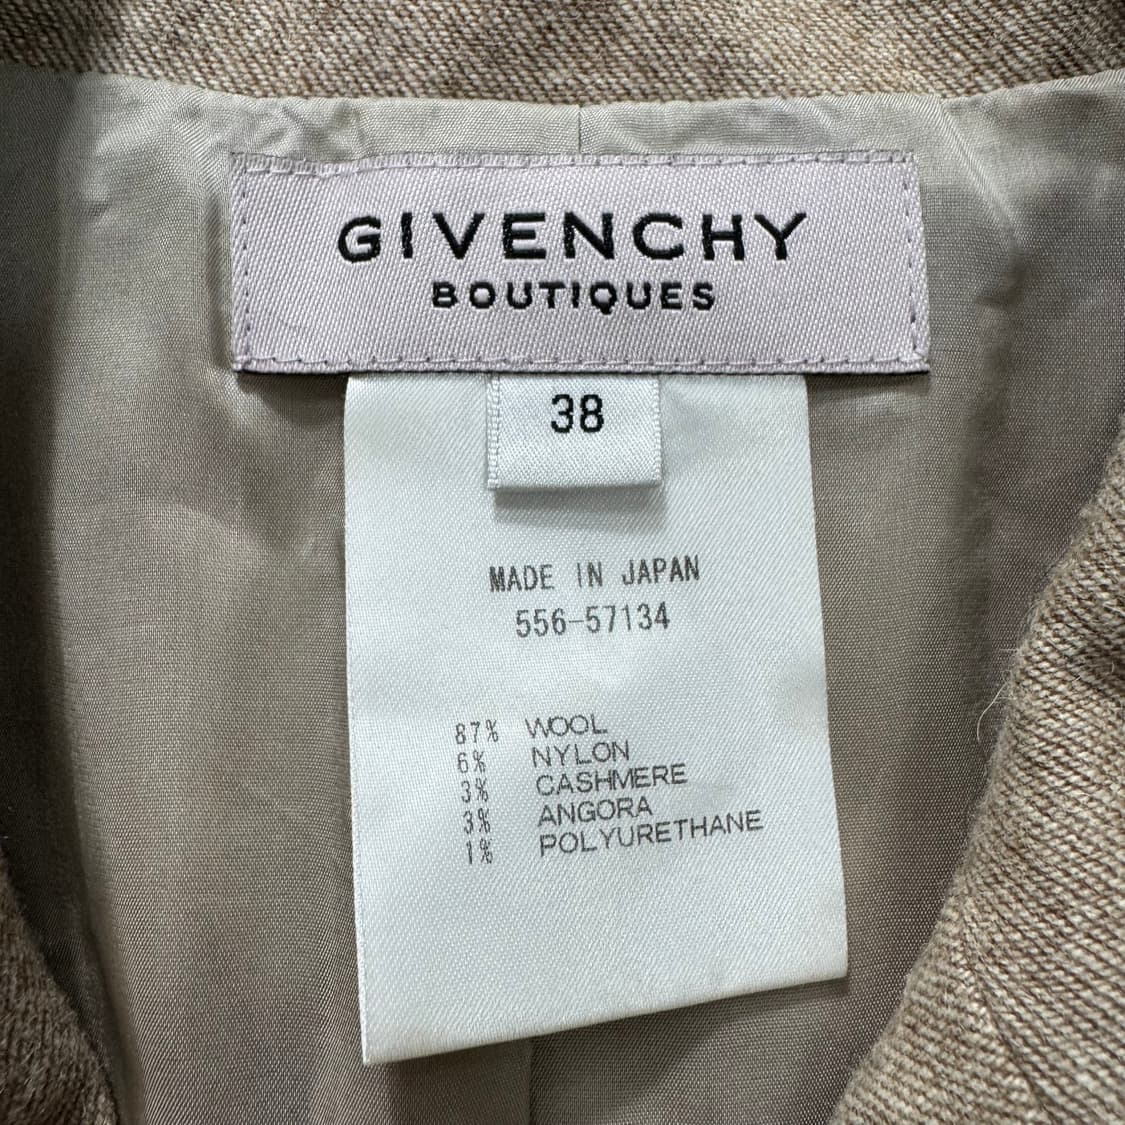 GIVENCHY
BOUTIQUES
38
MADE IN JAPAN
556-57134
87% WOOL
6% NYLON
3% CASHMERE
3% ANGORA
1% POLYURETHANE